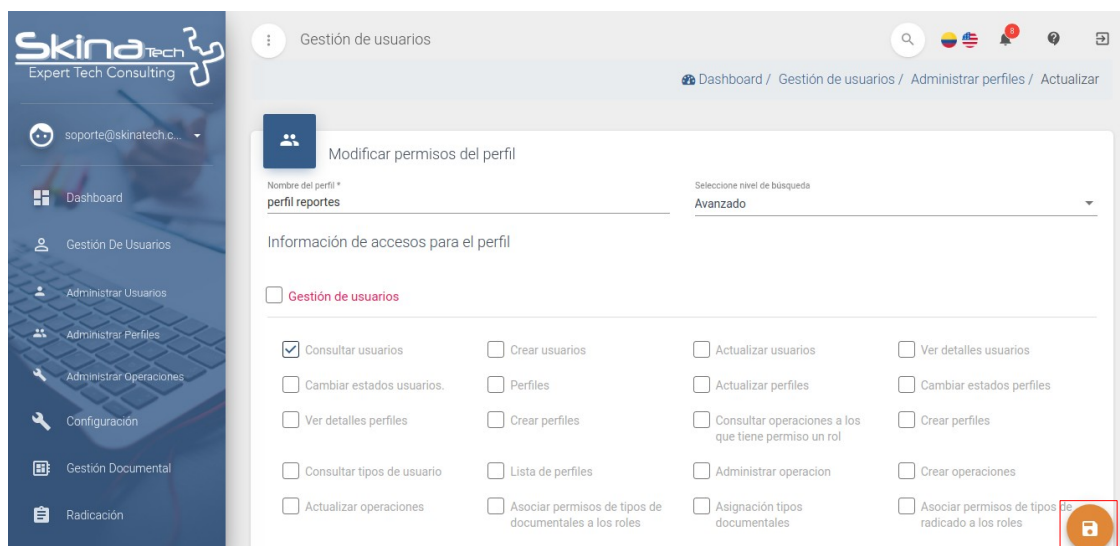 Skina Tech
Expert Tech Consulting
soporte@skinatech.c...
Dashboard
Gestión De Usuarios
Administrar Usuarios
Administrar Perfiles
Administrar Operaciones
Configuración
Gestión Documental
Radicación
Gestión de usuarios
8
Dashboard / Gestión de usuarios / Administrar perfiles / Actualizar
Modificar permisos del perfil
Nombre del perfil *
perfil reportes
Seleccione nivel de búsqueda
Avanzado
Información de accesos para el perfil
Gestión de usuarios
Consultar usuarios
Crear usuarios
Actualizar usuarios
Ver detalles usuarios
Cambiar estados usuarios.
Perfiles
Actualizar perfiles
Cambiar estados perfiles
Ver detalles perfiles
Crear perfiles
Consultar operaciones a los
que tiene permiso un rol
Crear perfiles
Consultar tipos de usuario
Lista de perfiles
Administrar operacion
Crear operaciones
Actualizar operaciones
Asociar permisos de tipos de
documentales a los roles
Asignación tipos
documentales
Asociar permisos de tipos de
radicado a los roles